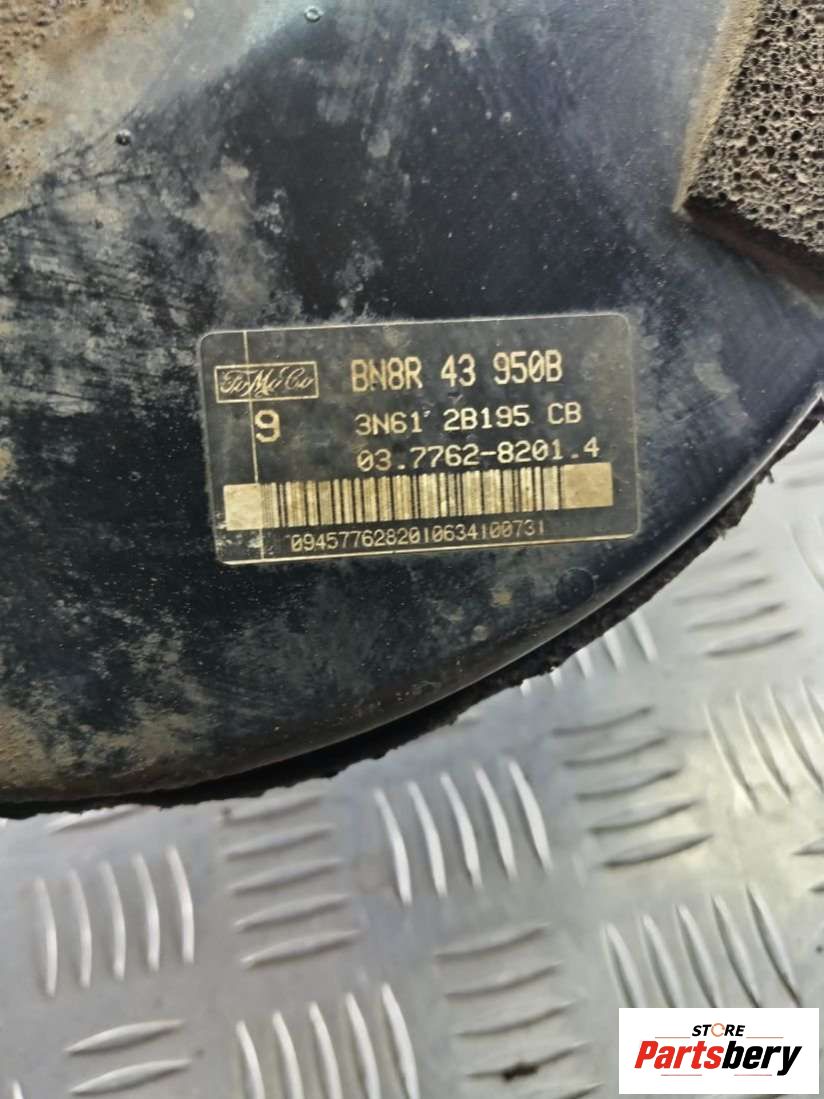 FoMoCo
BN8R 43 950B
9
3N61 2B195 CB
03.7762-8201.4
0945776282010634100731
STORE
Partsbery